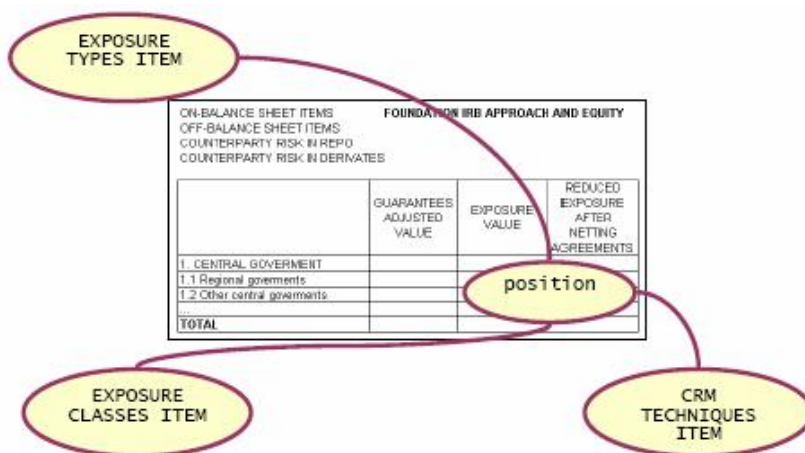 EXPOSURE
TYPES ITEM
ON-BALANCE SHEET ITEMS FOUNDATION IRB APPROACH AIND EQUITY
OFF-BALANCE SHEET ITEMS
COUNTERPARTY RISK IN REPO
COUNTERPARTY RISK IN DERIVATES
GUARANTEES
ADJUSTED
VALUE
EXPOSURE
VALUE
REDUCED
EXPOSURE
AFTER
NETTING
AGREEMENTS
1. CENTRAL GOVERMENT
1.1 Regional goverments
1.2 Other central goverments
...
TOTAL
position
EXPOSURE
CLASSES ITEM
CRM
TECHNIQUES
ITEM